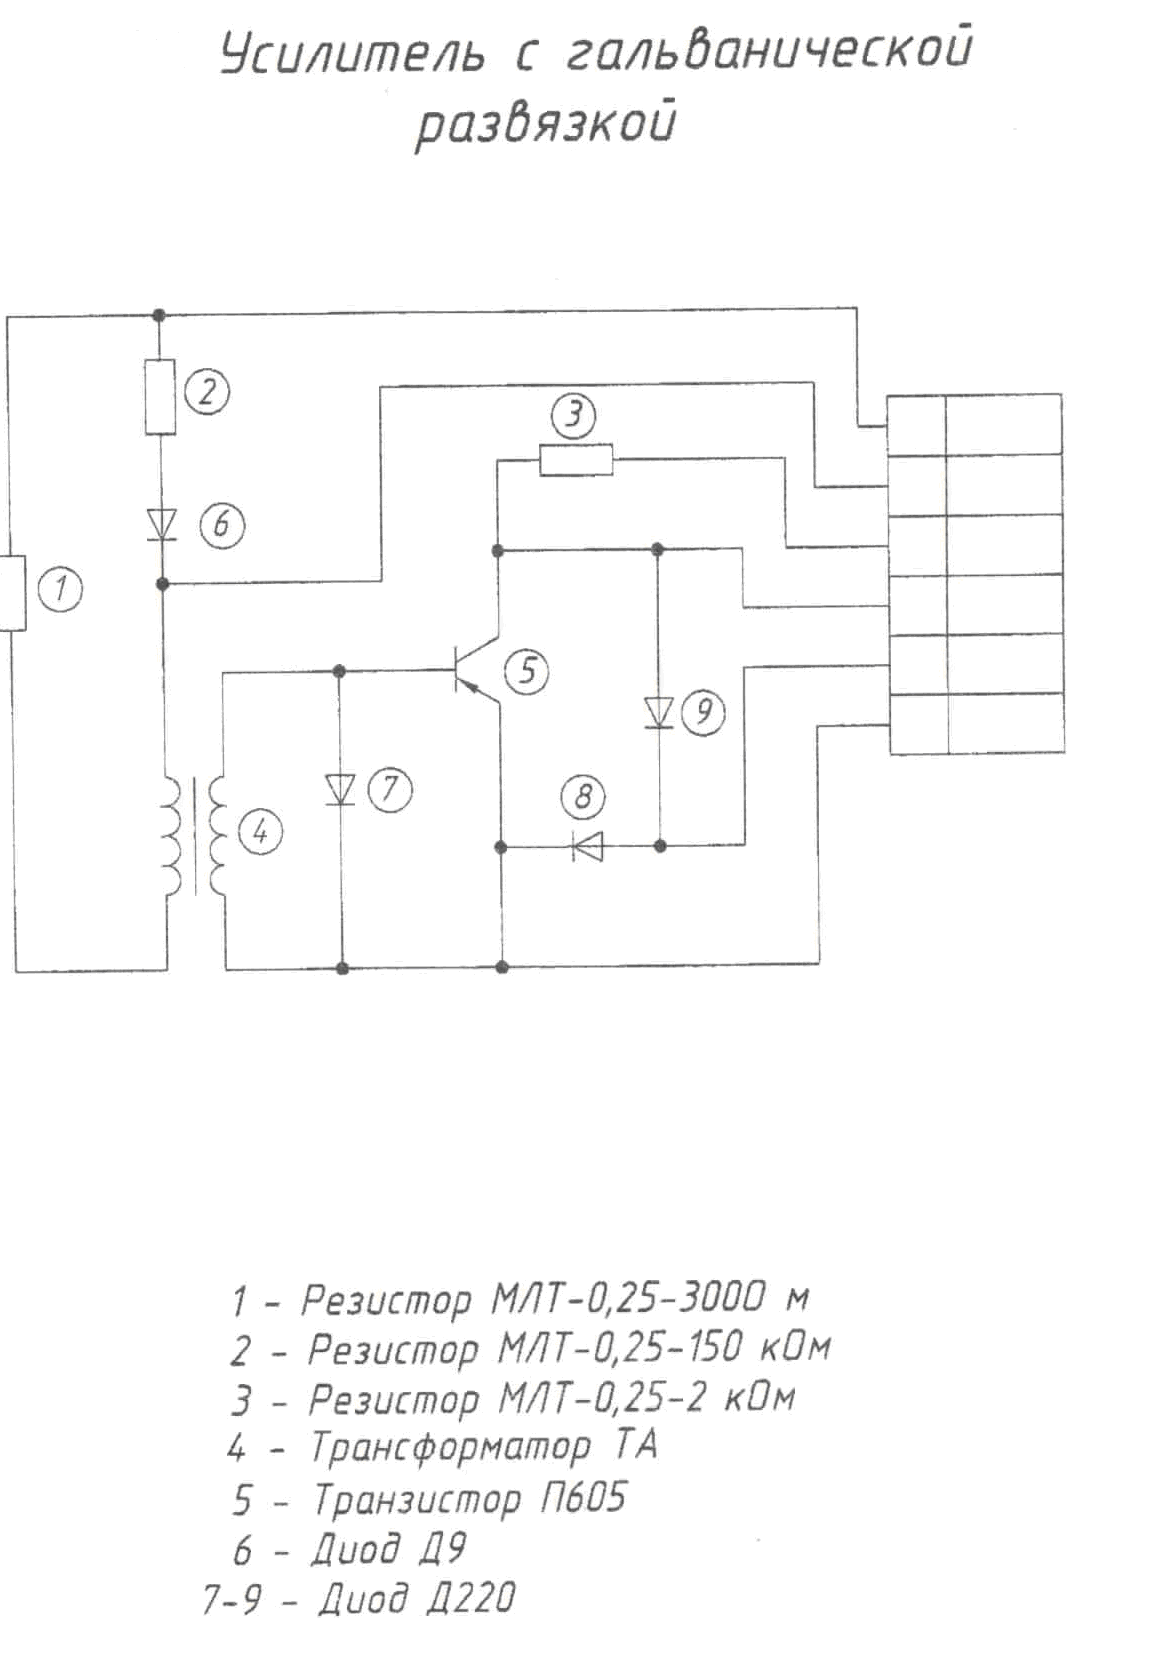 Усилитель с гальванической
развязкой
2
3
6
1
5
9
7
8
4
1 - Резистор МЛТ-0,25-3000 м
2 - Резистор МЛТ-0,25-150 кОм
3 - Резистор МЛТ-0,25-2 кОм
4 - Трансформатор ТА
5 - Транзистор П605
6 - Диод Д9
7-9 - Диод Д220